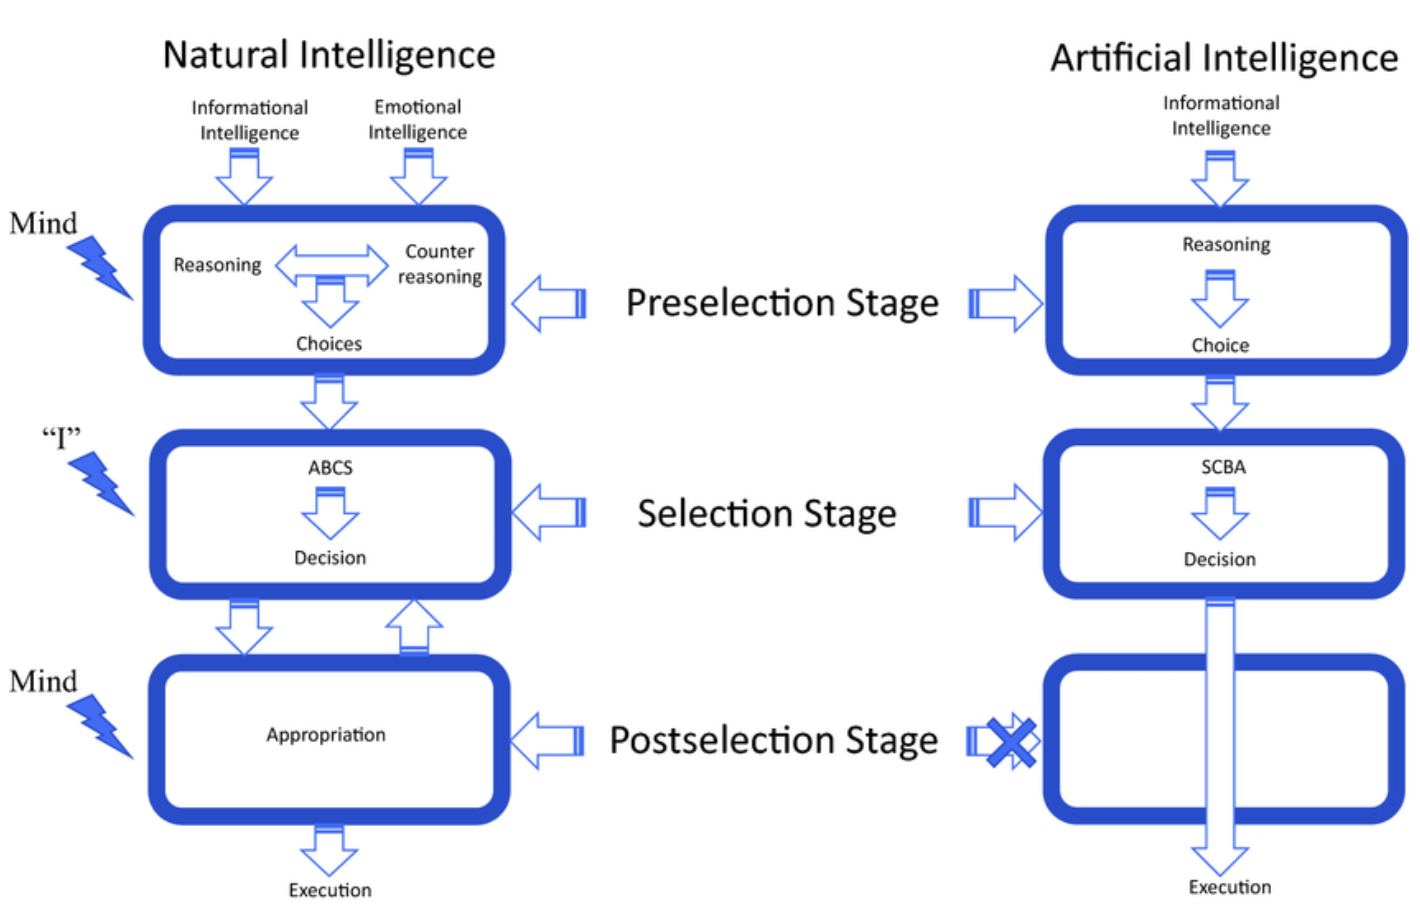 Natural Intelligence
Artificial Intelligence
Informational
Intelligence
Emotional
Intelligence
Informational
Intelligence
Mind
Reasoning
Counter
reasoning
Choices
Preselection Stage
Reasoning
Choice
“I”
ABCS
Decision
Selection Stage
SCBA
Decision
Mind
Appropriation
Postselection Stage
Execution
Execution